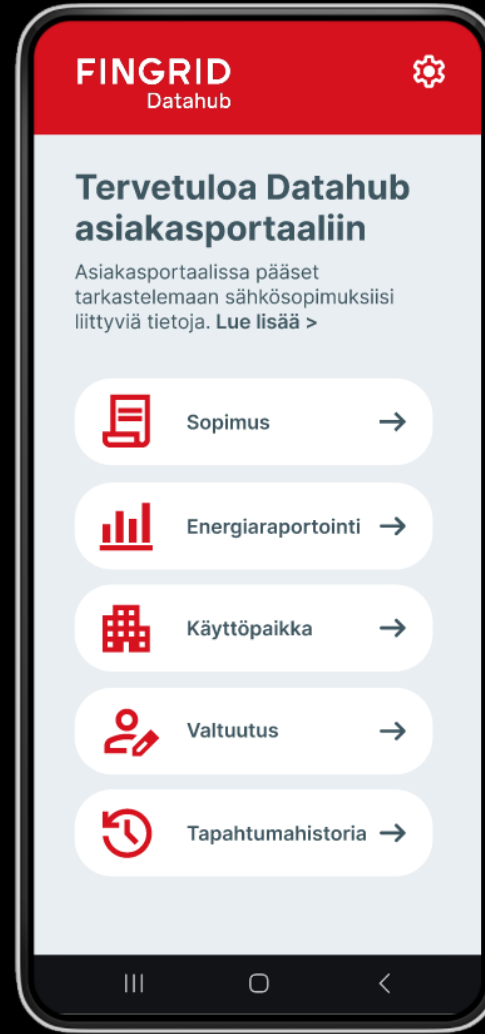 FINGRID
Datahub
Tervetuloa Datahub
asiakasportaaliin
Asiakasportaalissa pääset
tarkastelemaan sähkösopimuksiisi
liittyviä tietoja. Lue lisää >
Sopimus
Energiaraportointi
Käyttöpaikka
Valtuutus
Tapahtumahistoria